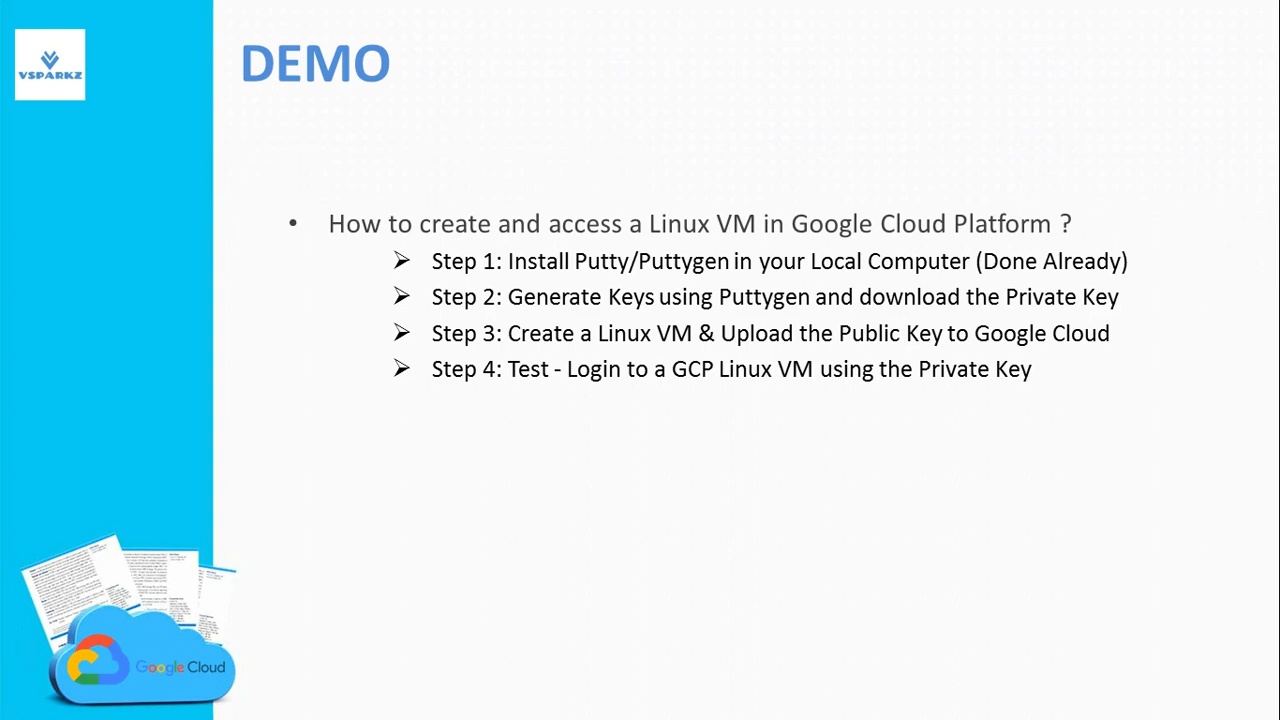 VSPARKZ
DEMO
• How to create and access a Linux VM in Google Cloud Platform ?
➢ Step 1: Install Putty/Puttygen in your Local Computer (Done Already)
➢ Step 2: Generate Keys using Puttygen and download the Private Key
➢ Step 3: Create a Linux VM & Upload the Public Key to Google Cloud
➢ Step 4: Test - Login to a GCP Linux VM using the Private Key
Google Cloud